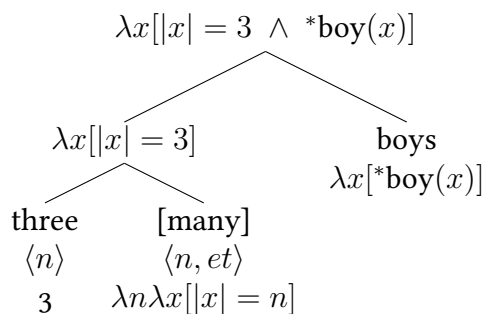 λx[|x| = 3 ∧ *boy(x)]
λx[|x| = 3] boys
λx[*boy(x)]
three [many]
⟨n⟩ ⟨n, et⟩
3 λnλx[|x| = n]